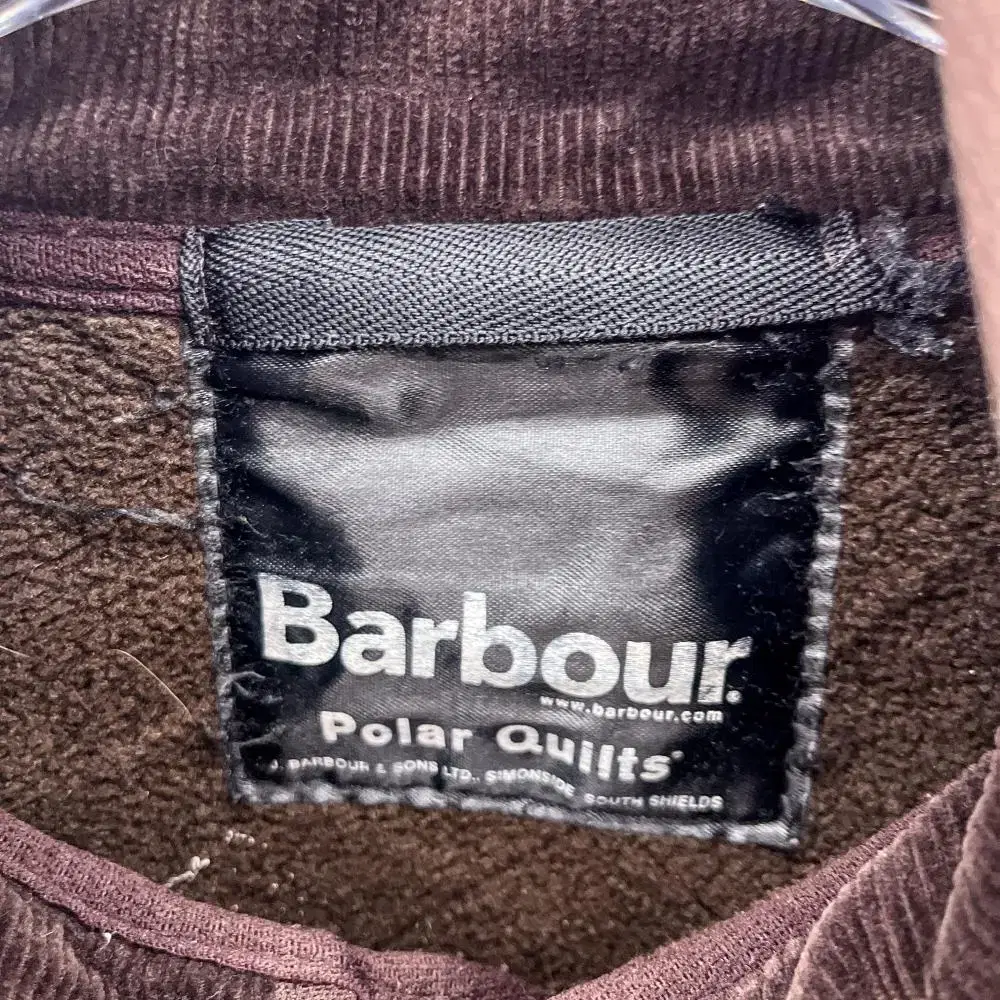 Barbour.
www.barbour.com
Polar Quilts
J. BARBOUR & SONS LTD., SIMONSIDE SOUTH SHIELDS